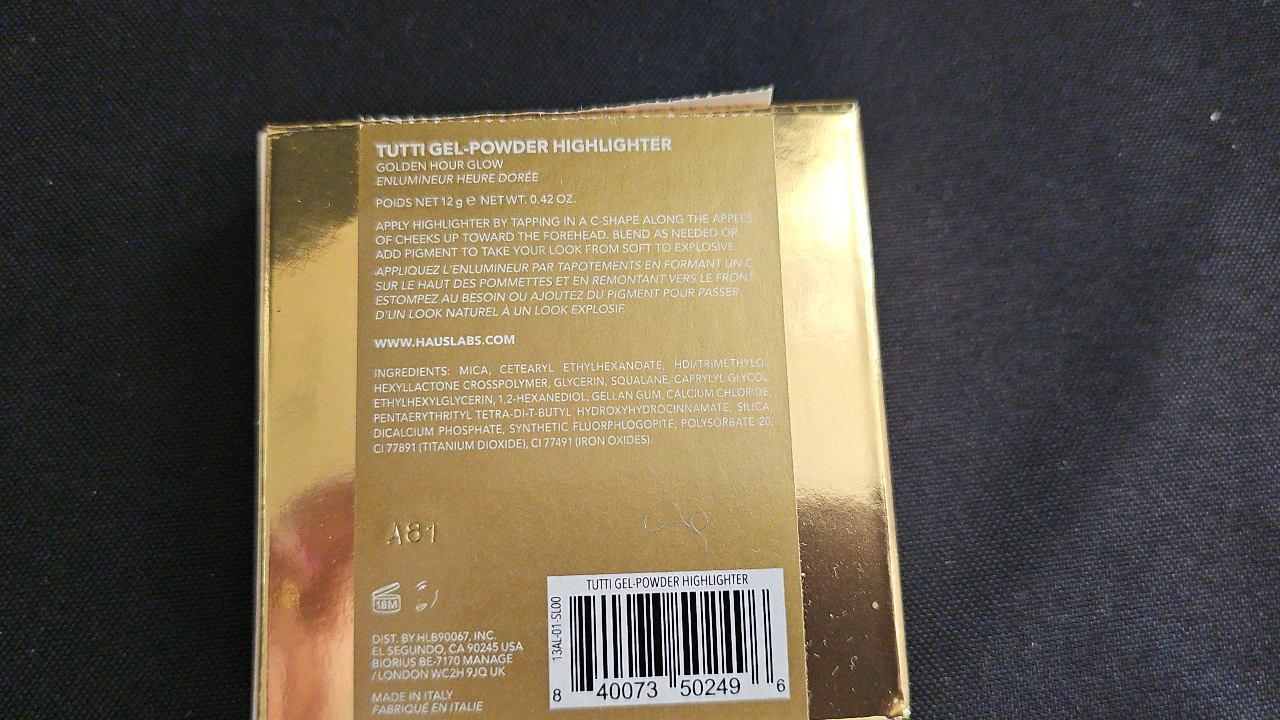 TUTTI GEL-POWDER HIGHLIGHTER
GOLDEN HOUR GLOW
ENLUMINEUR HEURE DORÉE
POIDS NET 12 g ℮ NET WT. 0.42 OZ.
APPLY HIGHLIGHTER BY TAPPING IN A C-SHAPE ALONG THE APPLES
OF CHEEKS UP TOWARD THE FOREHEAD. BLEND AS NEEDED OR
ADD PIGMENT TO TAKE YOUR LOOK FROM SOFT TO EXPLOSIVE.
APPLIQUEZ L'ENLUMINEUR PAR TAPOTEMENTS EN FORMANT UN C
SUR LE HAUT DES POMMETTES ET EN REMONTANT VERS LE FRONT.
ESTOMPEZ AU BESOIN OU AJOUTEZ DU PIGMENT POUR PASSER
D'UN LOOK NATUREL À UN LOOK EXPLOSIF.
WWW.HAUSLABS.COM
INGREDIENTS: MICA, CETEARYL ETHYLHEXANOATE, HDI/TRIMETHYLOL
HEXYLLACTONE CROSSPOLYMER, GLYCERIN, SQUALANE, CAPRYLYL GLYCOL,
ETHYLHEXYLGLYCERIN, 1,2-HEXANEDIOL, GELLAN GUM, CALCIUM CHLORIDE,
PENTAERYTHRITYL TETRA-DI-T-BUTYL HYDROXYHYDROCINNAMATE, SILICA,
DICALCIUM PHOSPHATE, SYNTHETIC FLUORPHLOGOPITE, POLYSORBATE 20,
CI 77891 (TITANIUM DIOXIDE), CI 77491 (IRON OXIDES).
A81
18M
DIST. BY HLB90067, INC.
EL SEGUNDO, CA 90245 USA
BIORIUS BE-7170 MANAGE
/ LONDON WC2H 9JQ UK
MADE IN ITALY
FABRIQUÉ EN ITALIE
TUTTI GEL-POWDER HIGHLIGHTER
13AL-01-SL00
8 40073 50249 6